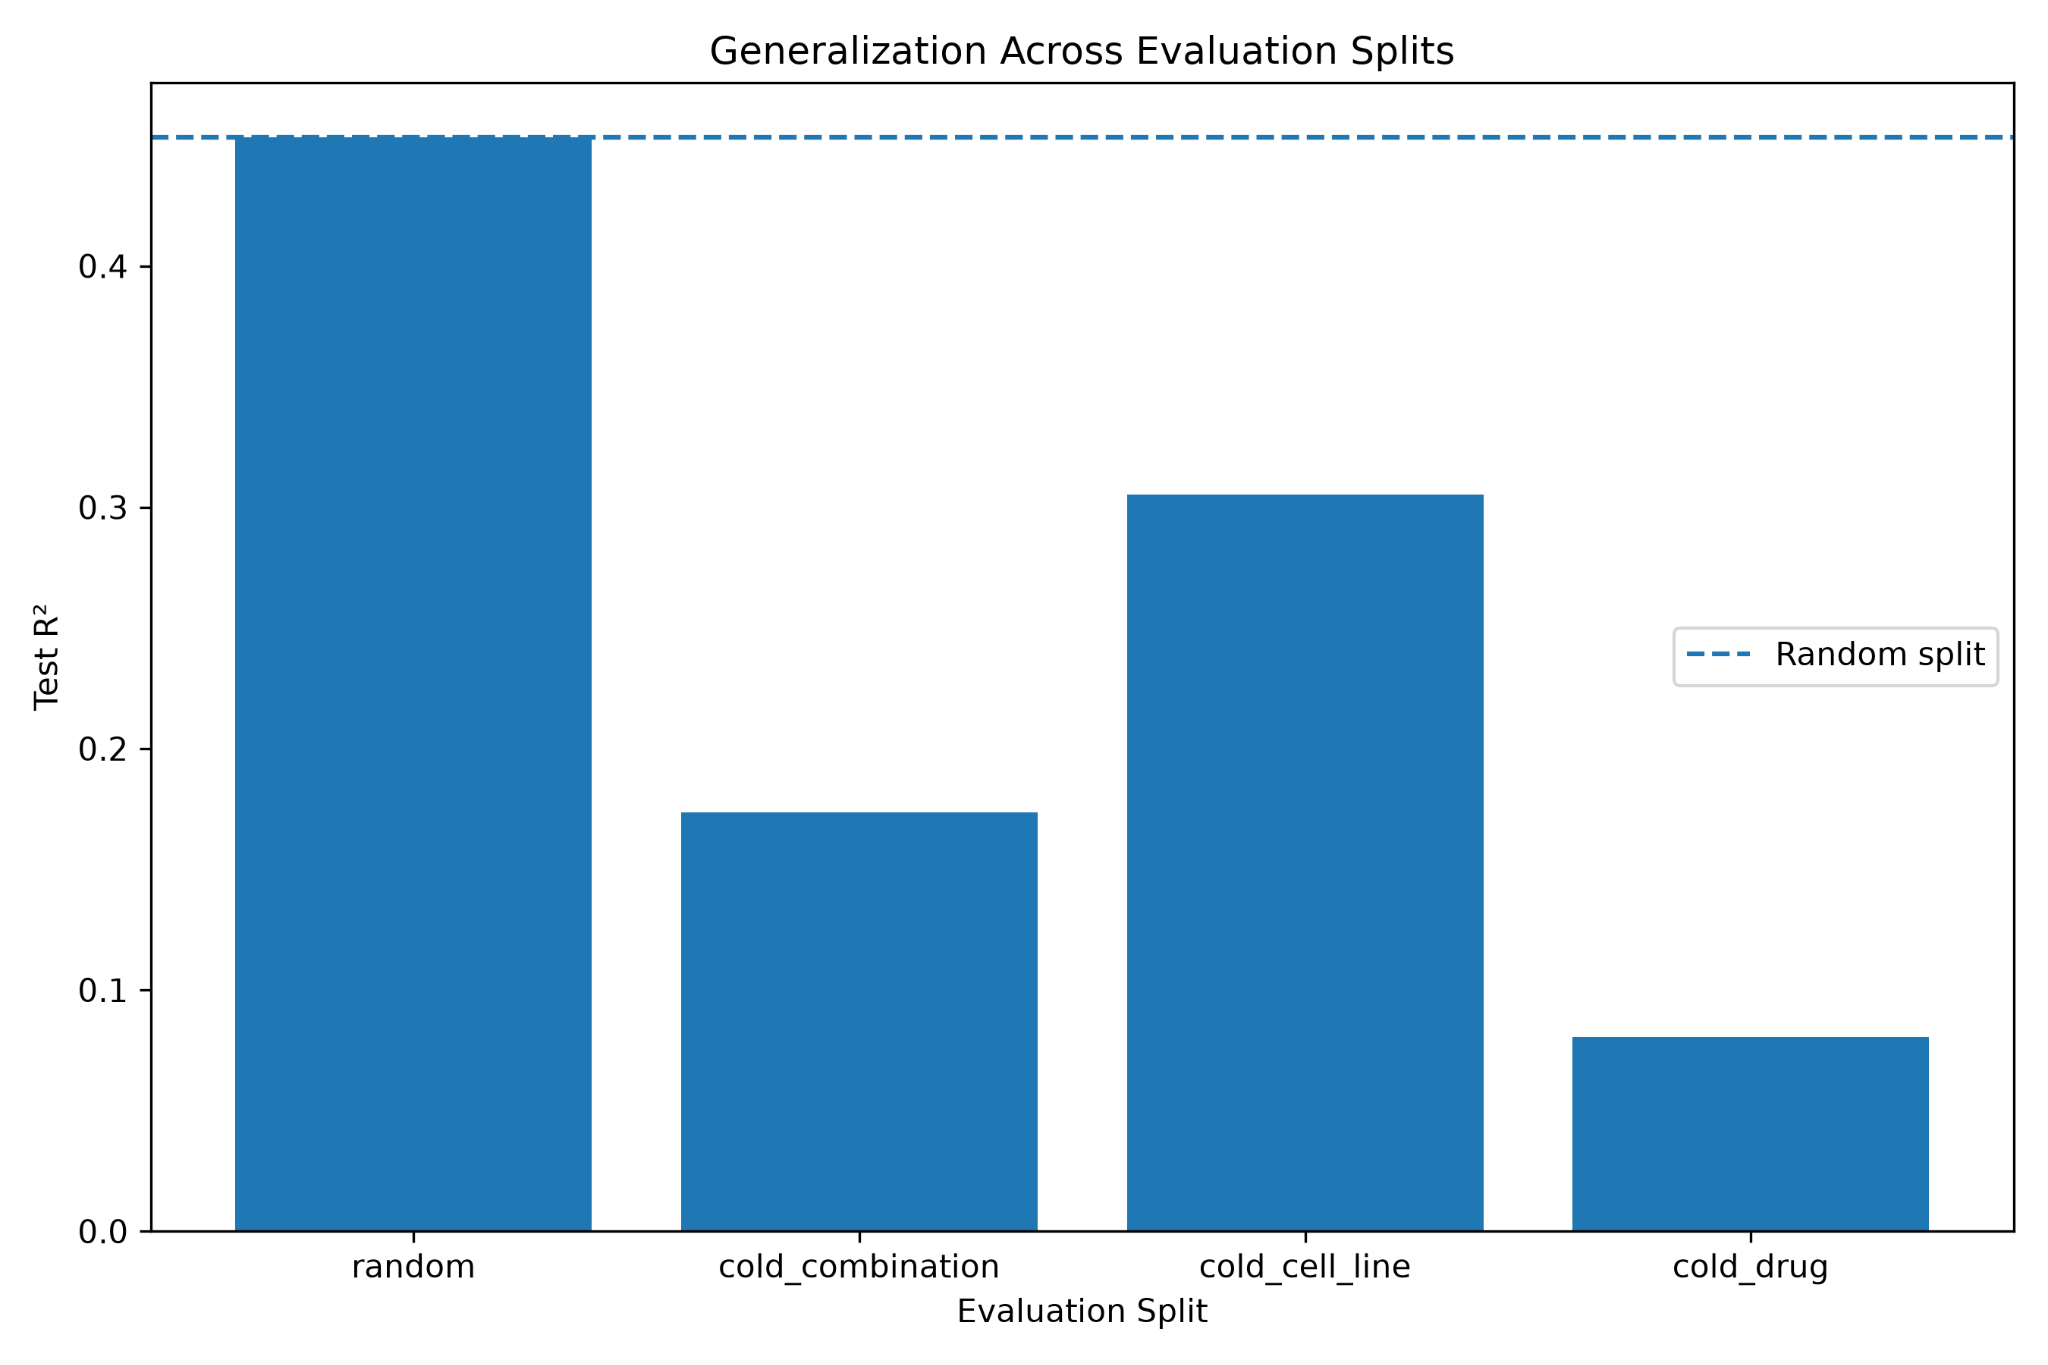 Generalization Across Evaluation Splits
0.4
0.3
0.2
0.1
0.0
Test R²
Random split
random
cold_combination
cold_cell_line
cold_drug
Evaluation Split